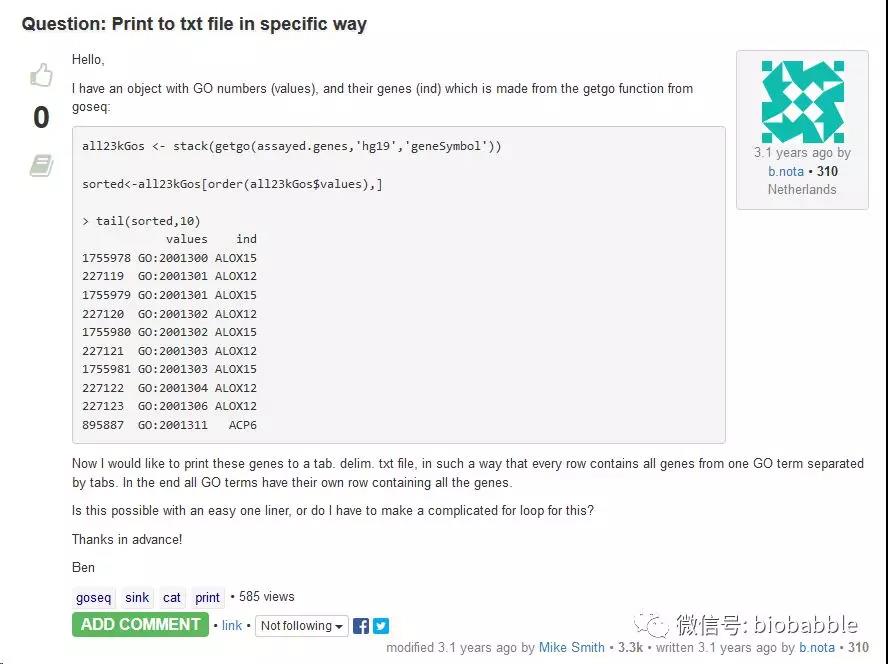 Question: Print to txt file in specific way
Hello,
I have an object with GO numbers (values), and their genes (ind) which is made from the getgo function from
goseq:
0
all23kGos <- stack(getgo(assayed.genes,'hg19','geneSymbol'))
sorted<-all23kGos[order(all23kGos$values),]
> tail(sorted,10)
values ind
1755978 GO:2001300 ALOX15
227119 GO:2001301 ALOX12
1755979 GO:2001301 ALOX15
227120 GO:2001302 ALOX12
1755980 GO:2001302 ALOX15
227121 GO:2001303 ALOX12
1755981 GO:2001303 ALOX15
227122 GO:2001304 ALOX12
227123 GO:2001306 ALOX12
895887 GO:2001311 ACP6
3.1 years ago by
b.nota • 310
Netherlands
Now I would like to print these genes to a tab. delim. txt file, in such a way that every row contains all genes from one GO term separated
by tabs. In the end all GO terms have their own row containing all the genes.
Is this possible with an easy one liner, or do I have to make a complicated for loop for this?
Thanks in advance!
Ben
goseq sink cat print • 585 views
ADD COMMENT • link • Not following
微信号: biobabble
modified 3.1 years ago by Mike Smith • 3.3k • written 3.1 years ago by b.nota • 310